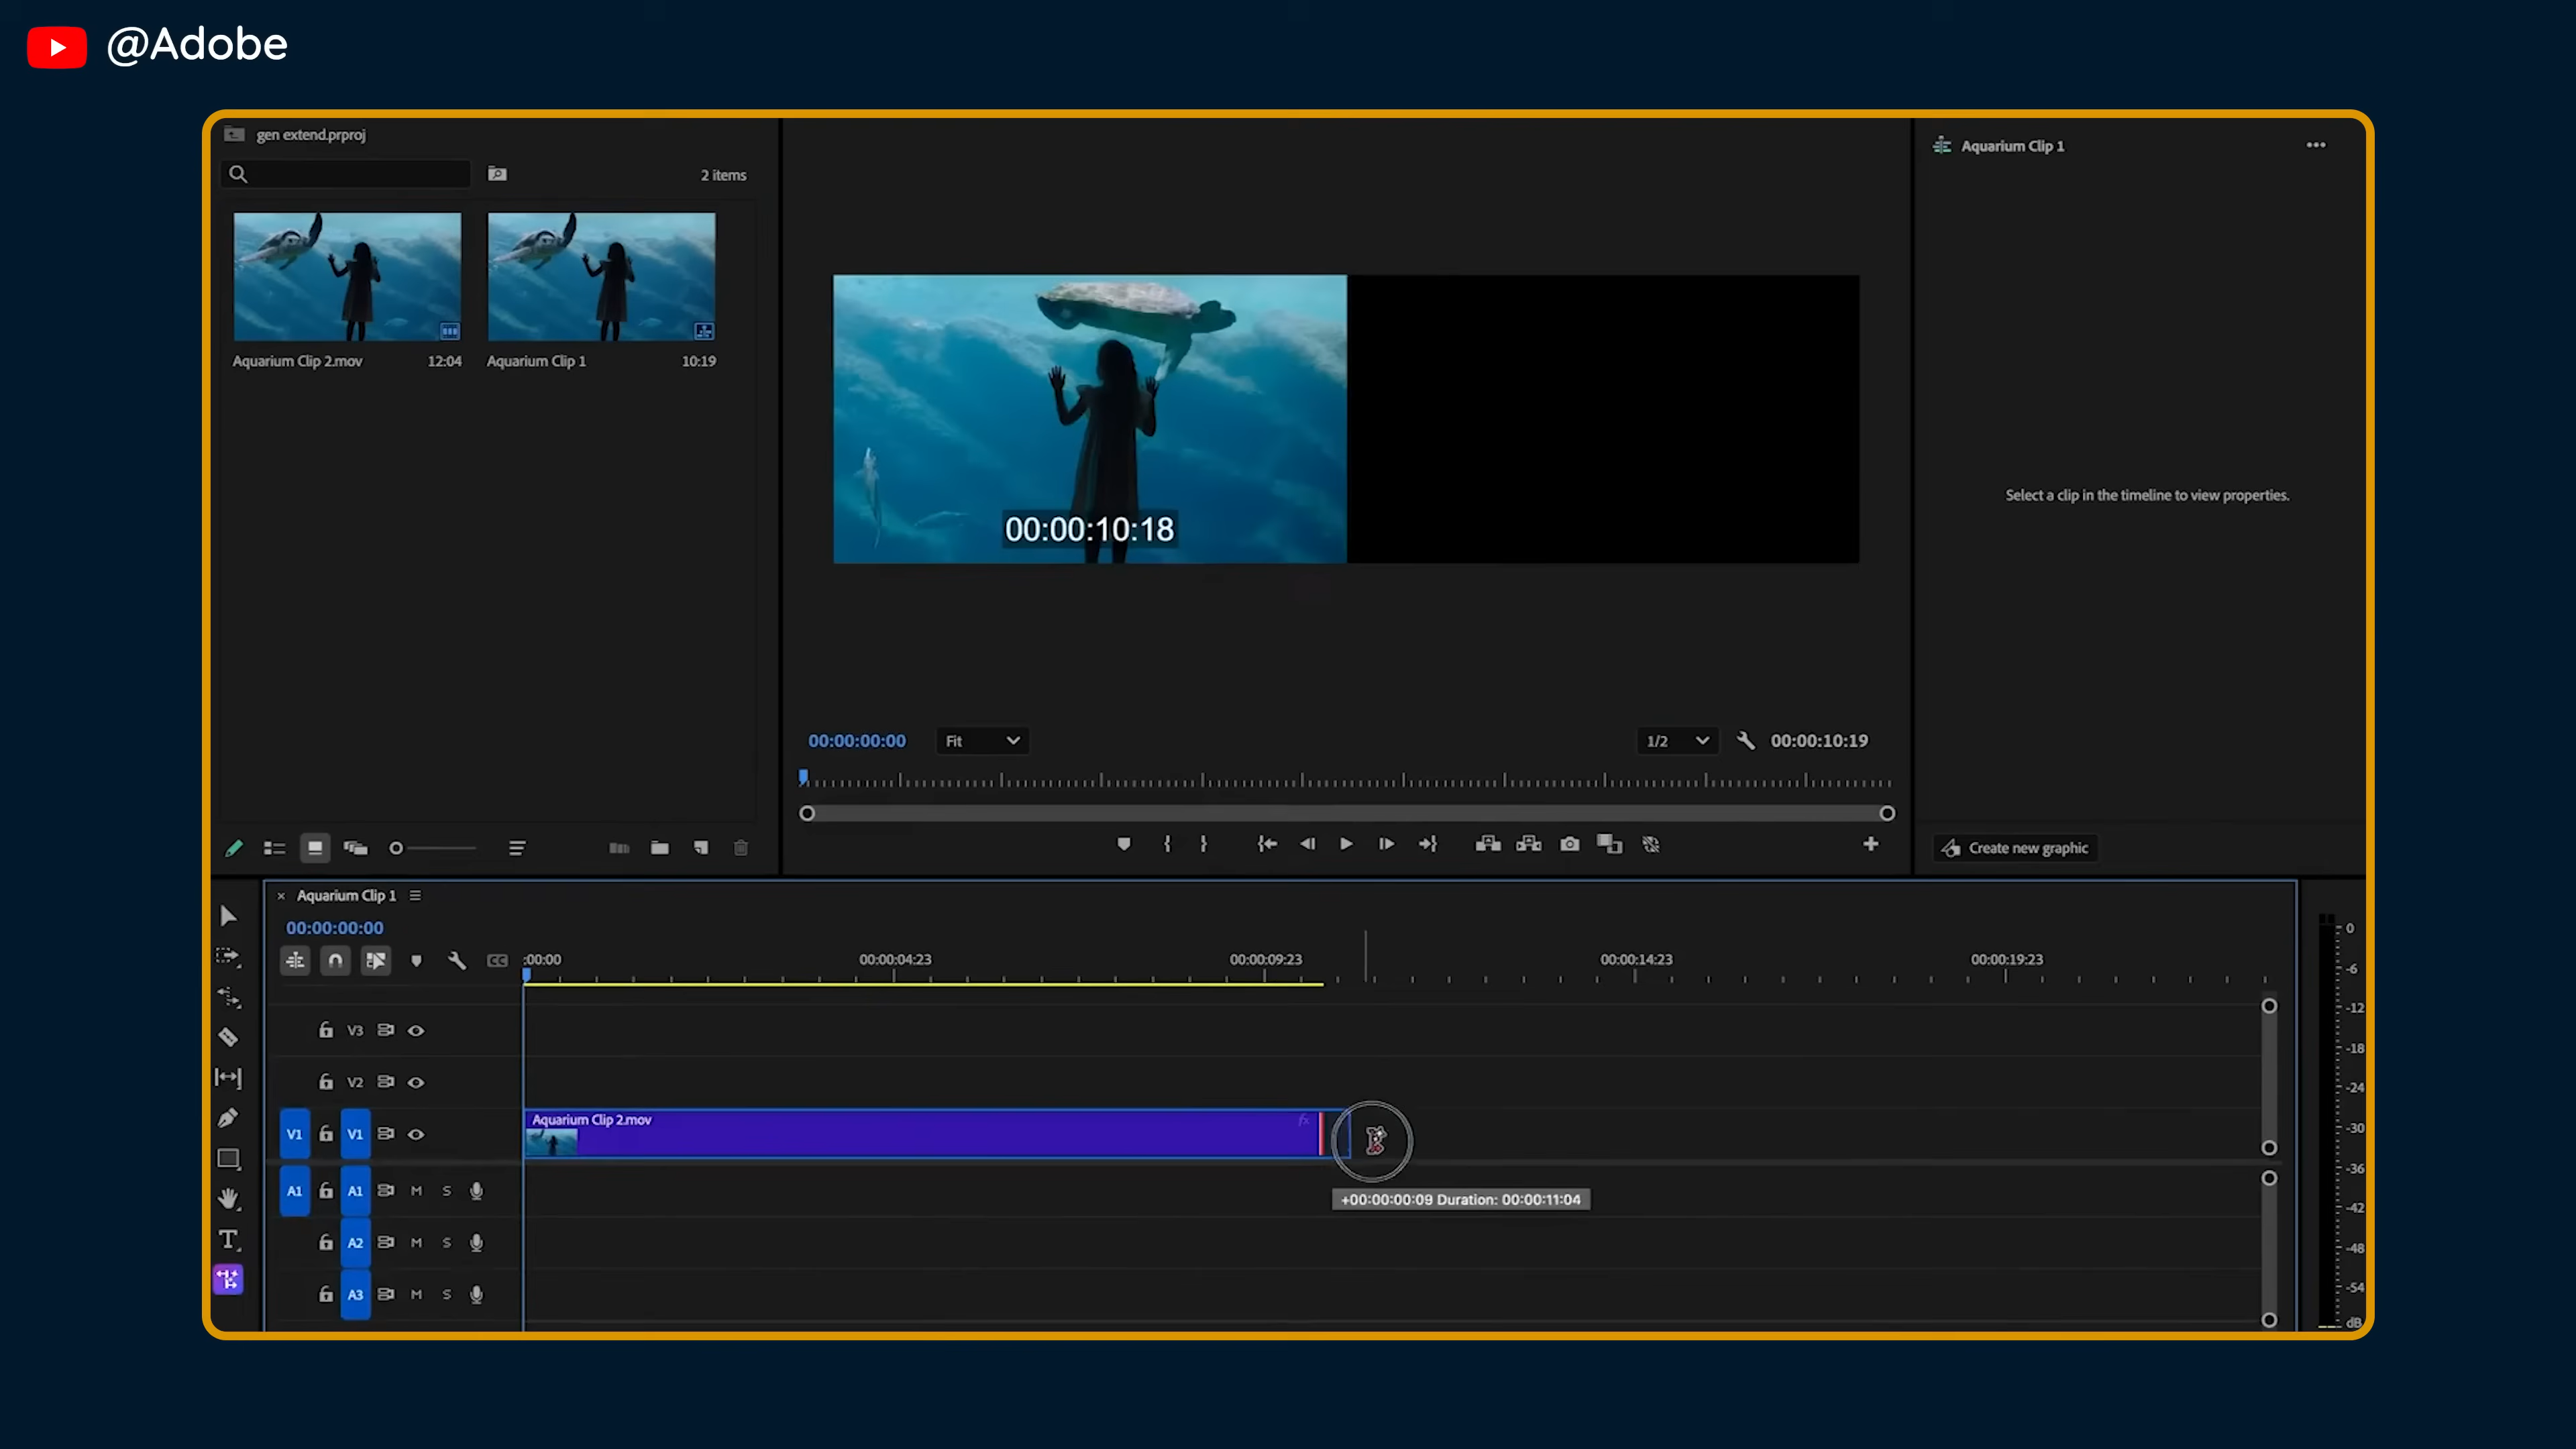 @Adobe
gen extend.prproj
2 items
Aquarium Clip 2.mov 12:04
Aquarium Clip 1 10:19
00:00:10:18
Aquarium Clip 1
Select a clip in the timeline to view properties.
00:00:00:00 Fit 1/2 00:00:10:19
Create new graphic
Aquarium Clip 1
00:00:00:00
CC :00:00 00:00:04:23 00:00:09:23 00:00:14:23 00:00:19:23
V3
V2
V1 V1
Aquarium Clip 2.mov fx
A1 A1 M S
+00:00:00:09 Duration: 00:00:11:04
A2 M S
A3 M S
T
0
-6
-12
-18
-24
-30
-36
-42
-48
-54
dB